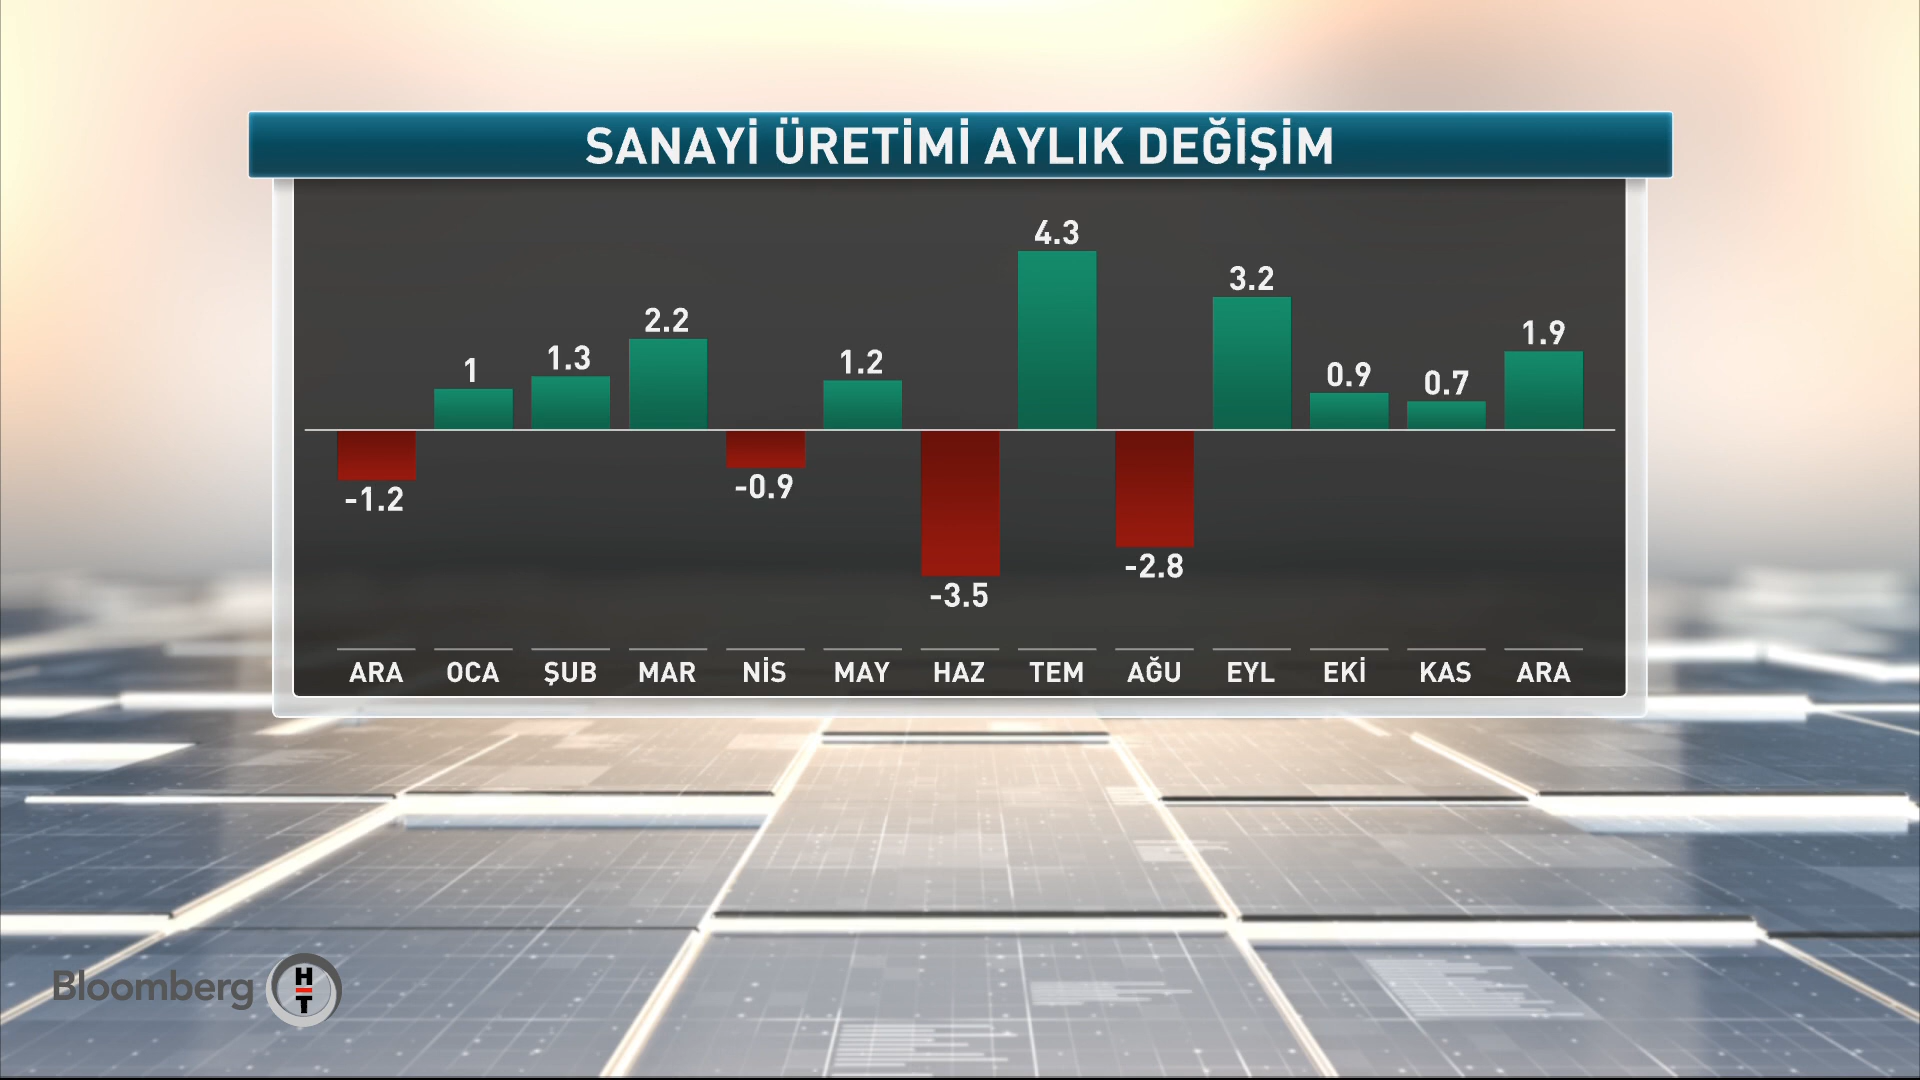 SANAYİ ÜRETİMİ AYLIK DEĞİŞİM
-1.2 1 1.3 2.2 -0.9 1.2 -3.5 4.3 -2.8 3.2 0.9 0.7 1.9
ARA OCA ŞUB MAR NİS MAY HAZ TEM AĞU EYL EKİ KAS ARA
Bloomberg HT